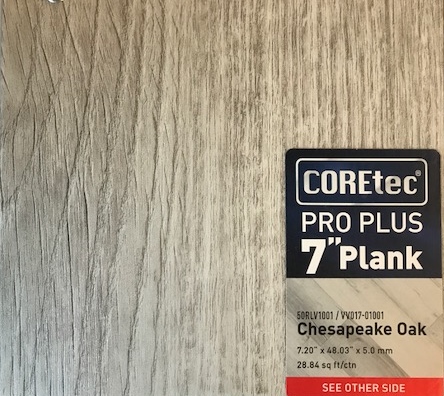 COREtec®
PRO PLUS
7” Plank
50RLV1001 / VV017-01001
Chesapeake Oak
7.20" x 48.03" x 5.0 mm
28.84 sq ft/ctn
SEE OTHER SIDE